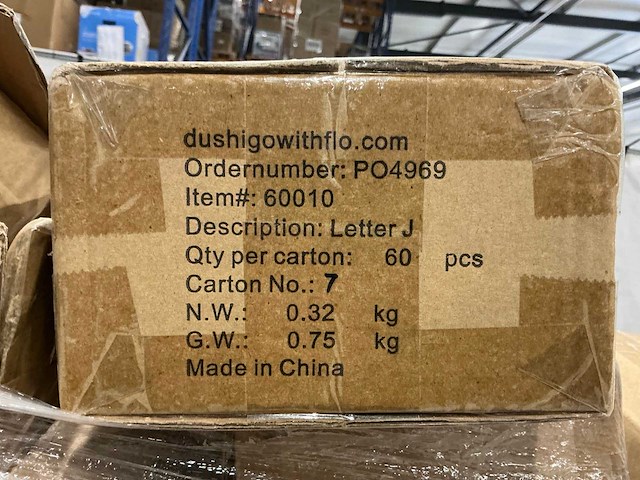 dushigowithflo.com
Ordernumber: PO4969
Item#: 60010
Description: Letter J
Qty per carton: 60 pcs
Carton No.: 7
N.W.: 0.32 kg
G.W.: 0.75 kg
Made in China